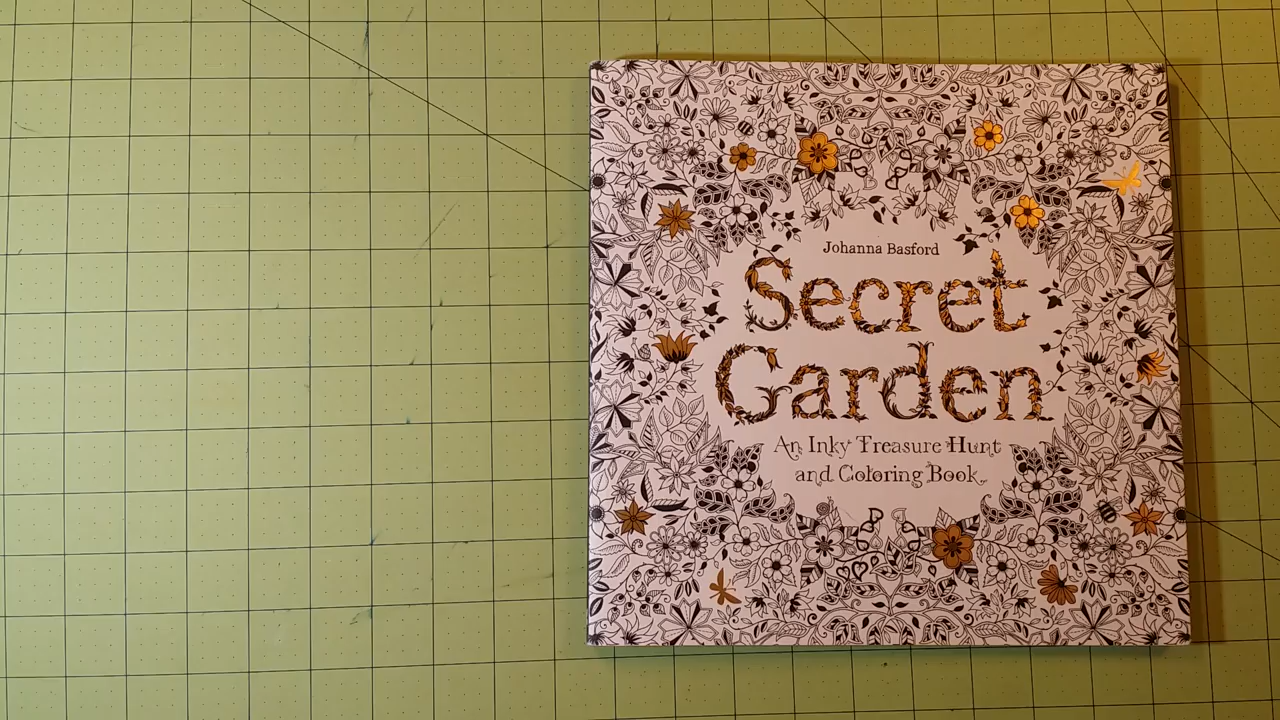 Johanna Basford
Secret
Garden
An Inky Treasure Hunt
and Coloring Book